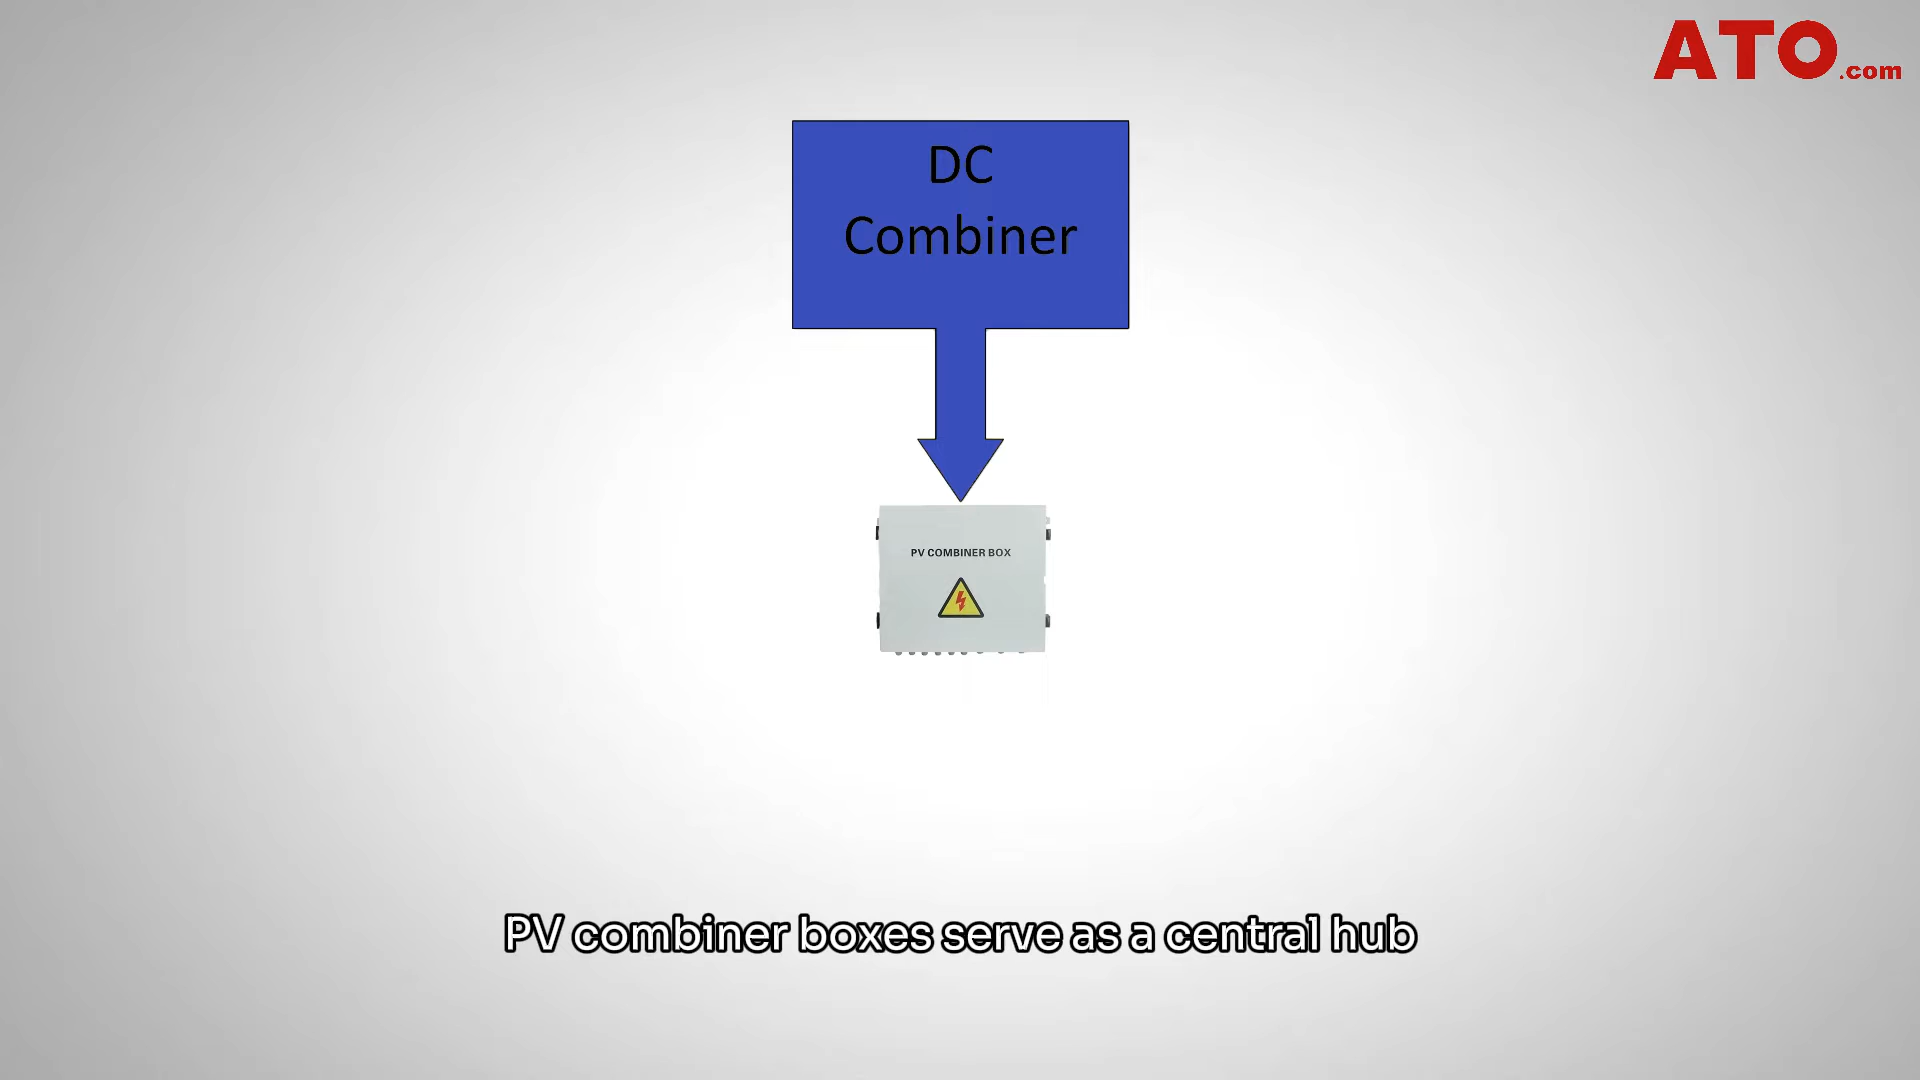 ATO.com
DC
Combiner
PV COMBINER BOX
PV combiner boxes serve as a central hub